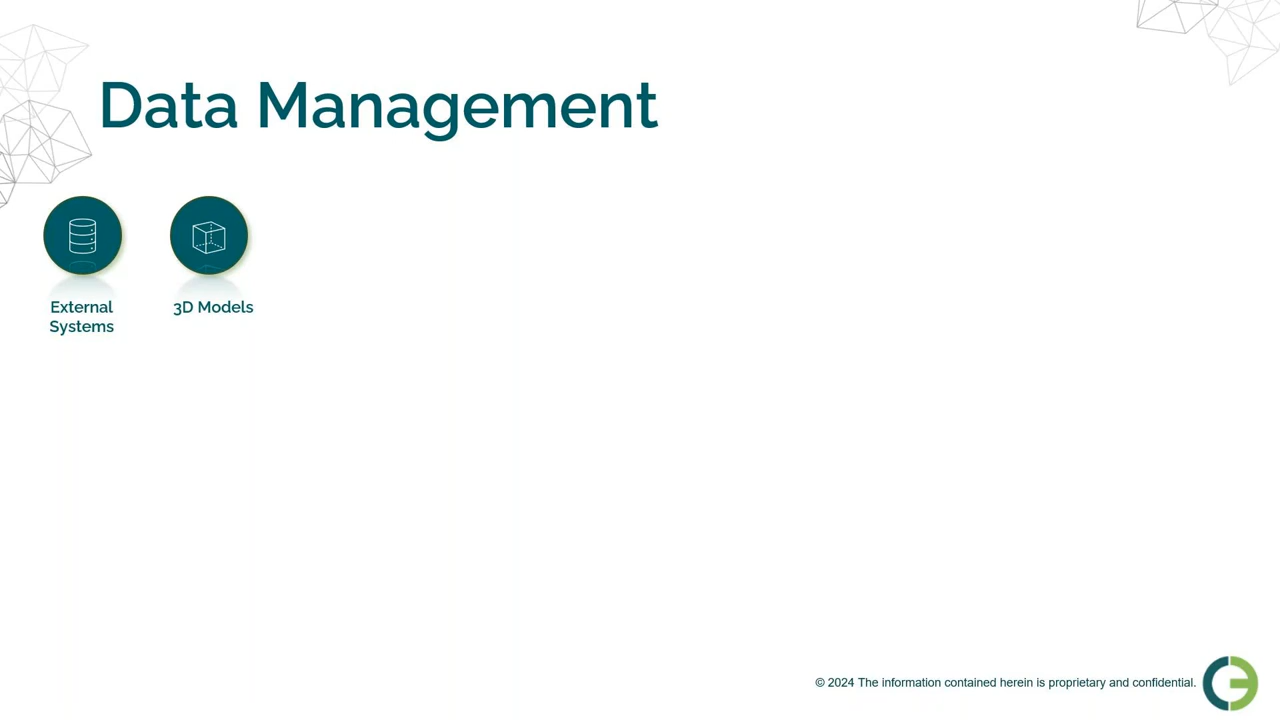 Data Management
External
Systems
3D Models
© 2024 The information contained herein is proprietary and confidential.